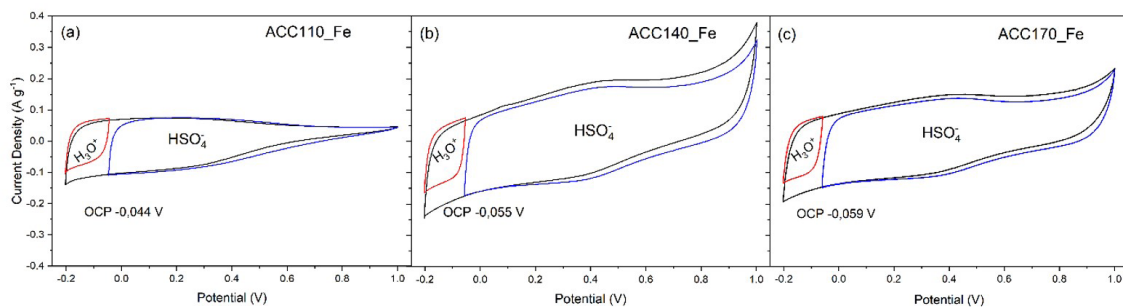 (a)
ACC110_Fe
(b)
ACC140_Fe
(c)
ACC170_Fe
Current Density (A g⁻¹)
0.4
0.3
0.2
0.1
0.0
-0.1
-0.2
-0.3
-0.4
H₃O⁺
HSO₄⁻
OCP -0,044 V
H₃O⁺
HSO₄⁻
OCP -0,055 V
H₃O⁺
HSO₄⁻
OCP -0,059 V
-0.2 0.0 0.2 0.4 0.6 0.8 1.0
-0.2 0.0 0.2 0.4 0.6 0.8 1.0
-0.2 0.0 0.2 0.4 0.6 0.8 1.0
Potential (V)
Potential (V)
Potential (V)